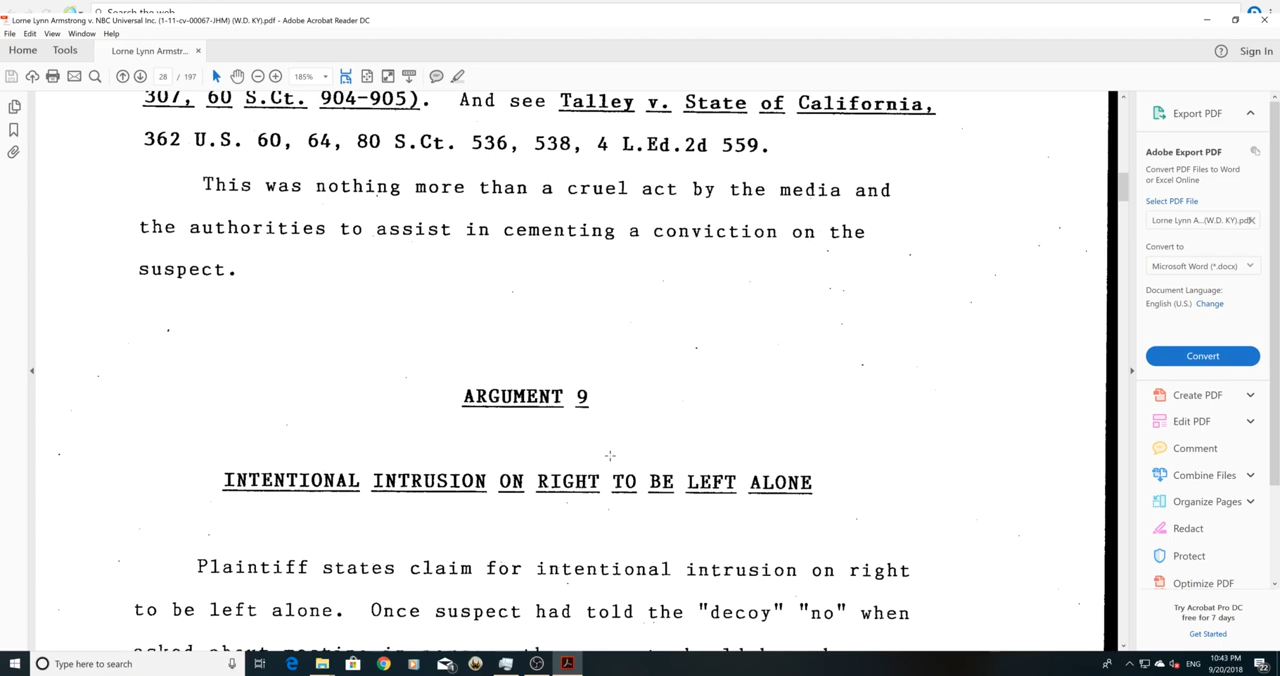 Search the web
Lorne Lynn Armstrong v. NBC Universal Inc. (1-11-cv-00067-JHM) (W.D. KY).pdf - Adobe Acrobat Reader DC
File Edit View Window Help
Home Tools Lorne Lynn Armstr... × Sign In
28 / 197 185%
307, 60 S.Ct. 904-905). And see Talley v. State of California,
362 U.S. 60, 64, 80 S.Ct. 536, 538, 4 L.Ed.2d 559.
This was nothing more than a cruel act by the media and
the authorities to assist in cementing a conviction on the
suspect.
ARGUMENT 9
INTENTIONAL INTRUSION ON RIGHT TO BE LEFT ALONE
Plaintiff states claim for intentional intrusion on right
to be left alone. Once suspect had told the "decoy" "no" when
Export PDF
Adobe Export PDF
Convert PDF Files to Word
or Excel Online
Select PDF File
Lorne Lynn A...(W.D. KY).pdf
Convert to
Microsoft Word (*.docx)
Document Language:
English (U.S.) Change
Convert
Create PDF
Edit PDF
Comment
Combine Files
Organize Pages
Redact
Protect
Optimize PDF
Try Acrobat Pro DC
free for 7 days
Get Started
Type here to search
ENG
10:43 PM
9/20/2018
22